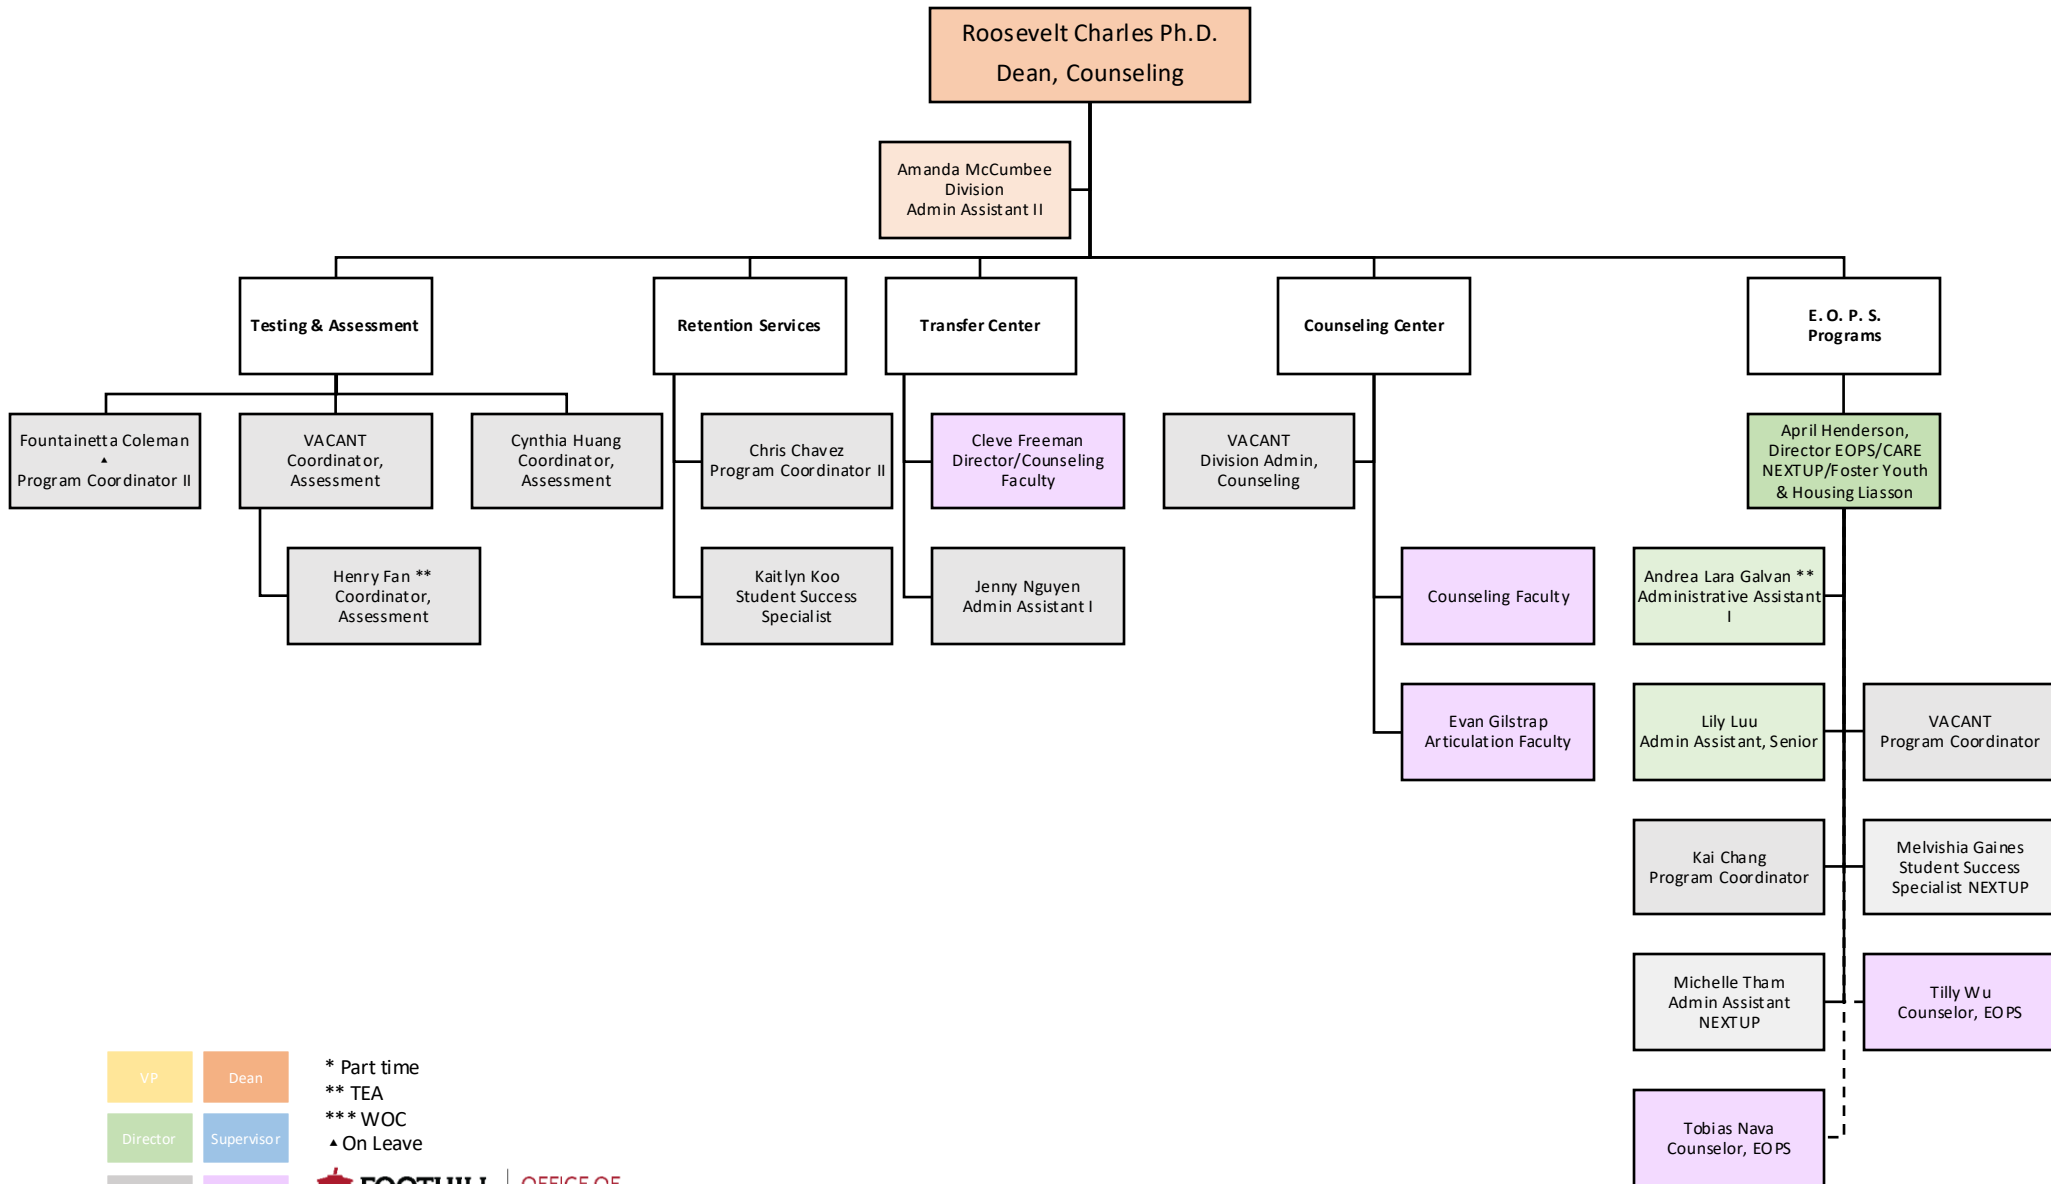 Roosevelt Charles Ph.D.
Dean, Counseling
Amanda McCumbee
Division
Admin Assistant II
Testing & Assessment
Retention Services
Transfer Center
Counseling Center
E. O. P. S.
Programs
Fountainetta Coleman
▲
Program Coordinator II
VACANT
Coordinator,
Assessment
Cynthia Huang
Coordinator,
Assessment
Chris Chavez
Program Coordinator II
Cleve Freeman
Director/Counseling
Faculty
VACANT
Division Admin,
Counseling
April Henderson,
Director EOPS/CARE
NEXTUP/Foster Youth
& Housing Liasson
Henry Fan **
Coordinator,
Assessment
Kaitlyn Koo
Student Success
Specialist
Jenny Nguyen
Admin Assistant I
Counseling Faculty
Andrea Lara Galvan **
Administrative Assistant
I
Evan Gilstrap
Articulation Faculty
Lily Luu
Admin Assistant, Senior
VACANT
Program Coordinator
Kai Chang
Program Coordinator
Melvishia Gaines
Student Success
Specialist NEXTUP
Michelle Tham
Admin Assistant
NEXTUP
Tilly Wu
Counselor, EOPS
Tobias Nava
Counselor, EOPS
VP
Dean
Director
Supervisor
* Part time
** TEA
*** WOC
▲ On Leave
FOOTHILL
OFFICE OF